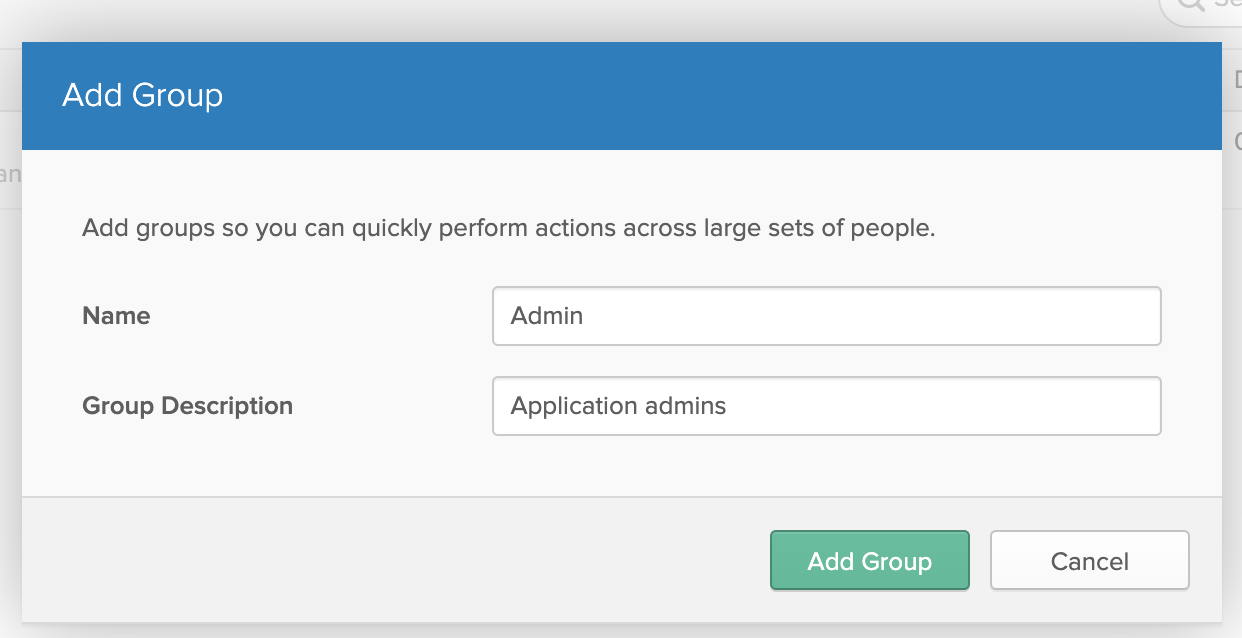 Add Group
Add groups so you can quickly perform actions across large sets of people.
Name
Admin
Group Description
Application admins
Add Group
Cancel